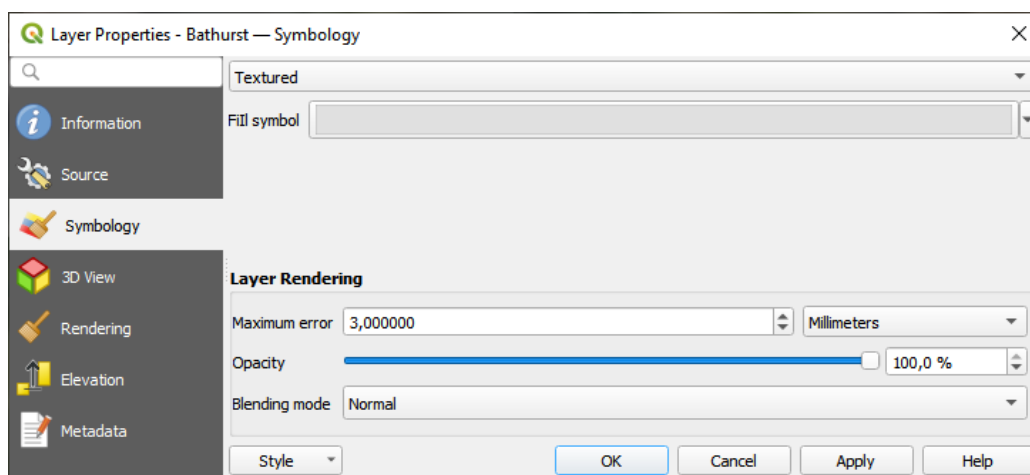 Layer Properties - Bathurst — Symbology
Textured
Information
Fill symbol
Source
Symbology
3D View
Layer Rendering
Rendering
Maximum error 3,000000 Millimeters
Opacity 100,0 %
Elevation
Blending mode Normal
Metadata
Style OK Cancel Apply Help